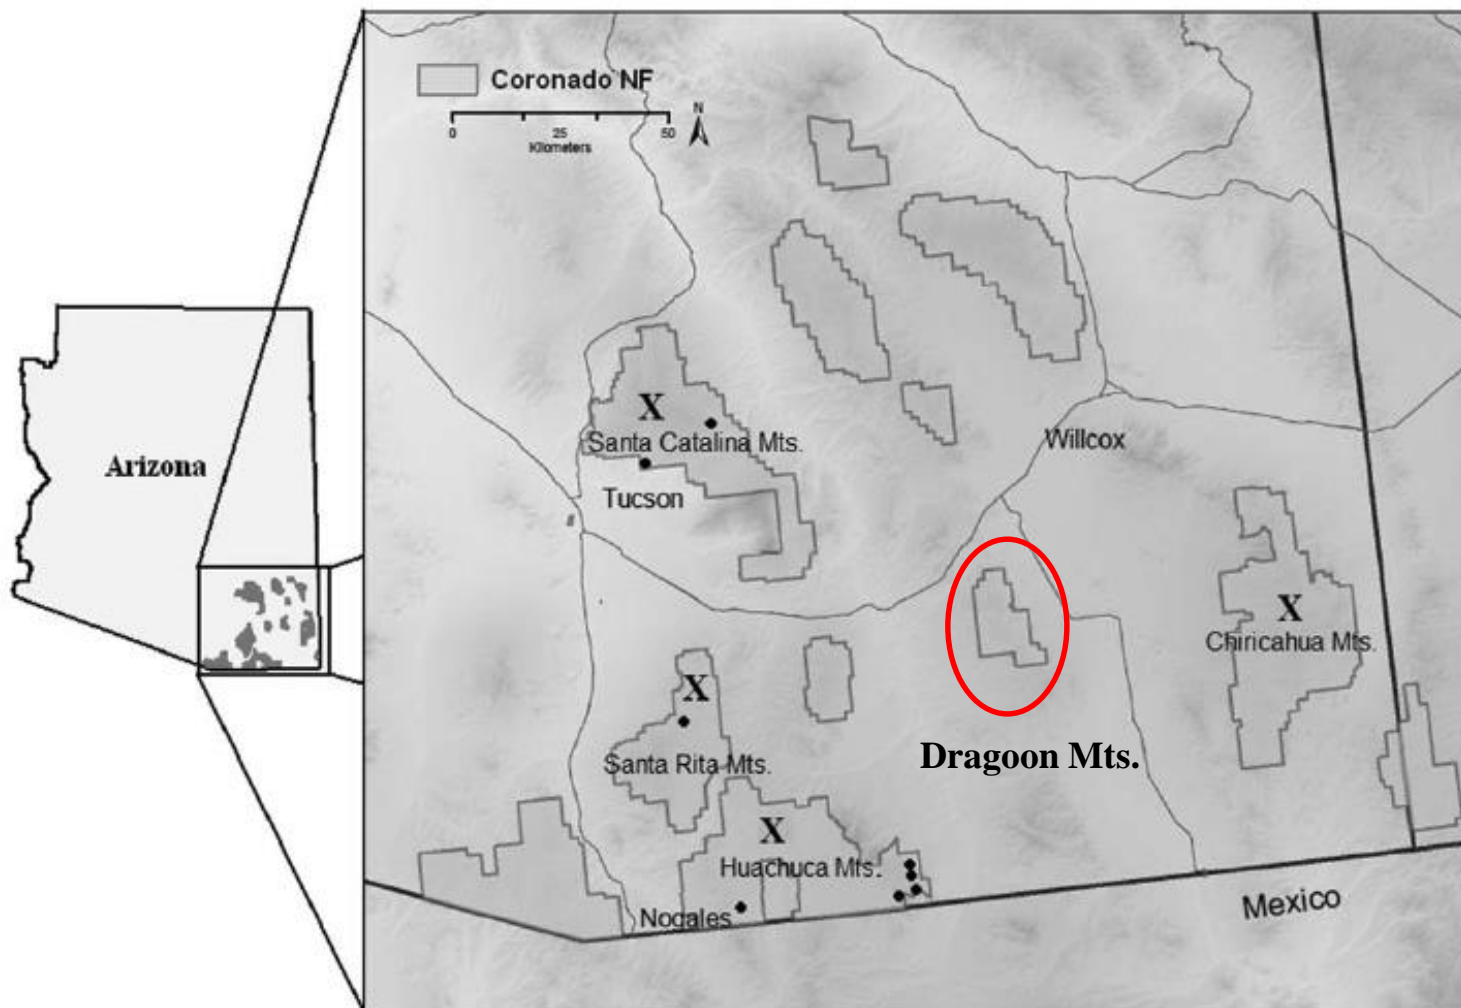 Coronado NF
N
0 25 50
Kilometers
Arizona
X
Santa Catalina Mts.
Tucson
Willcox
X
Chiricahua Mts.
X
Santa Rita Mts.
Dragoon Mts.
X
Huachuca Mts.
Nogales
Mexico